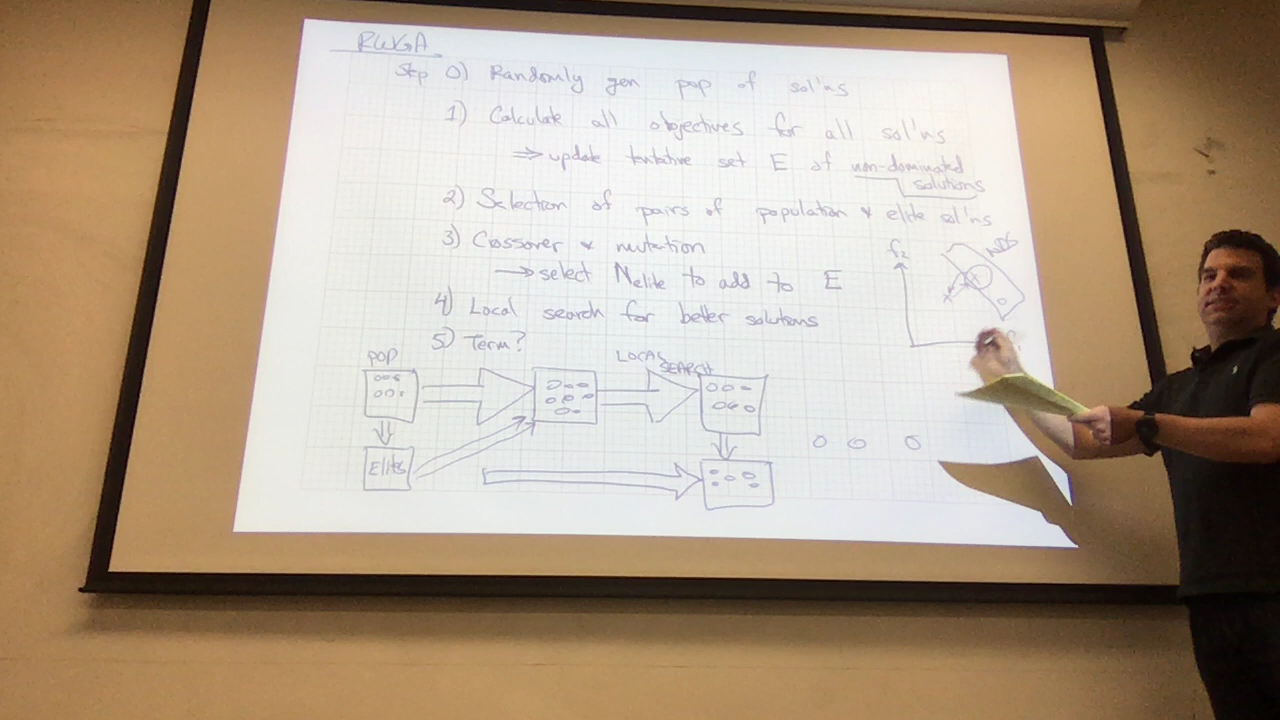 RWGA
Step 0) Randomly gen pop of sol'ns
1) Calculate all objectives for all sol'ns
⇒ update tentative set E of non-dominated
solutions
2) Selection of pairs of population & elite sol'ns
3) Crossover & mutation
→ select Nelite to add to E
4) Local search for better solutions
5) Term?
f2
NDS
POP
LOCAL
SEARCH
Elites